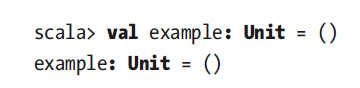 scala> val example: Unit = ()
example: Unit = ()